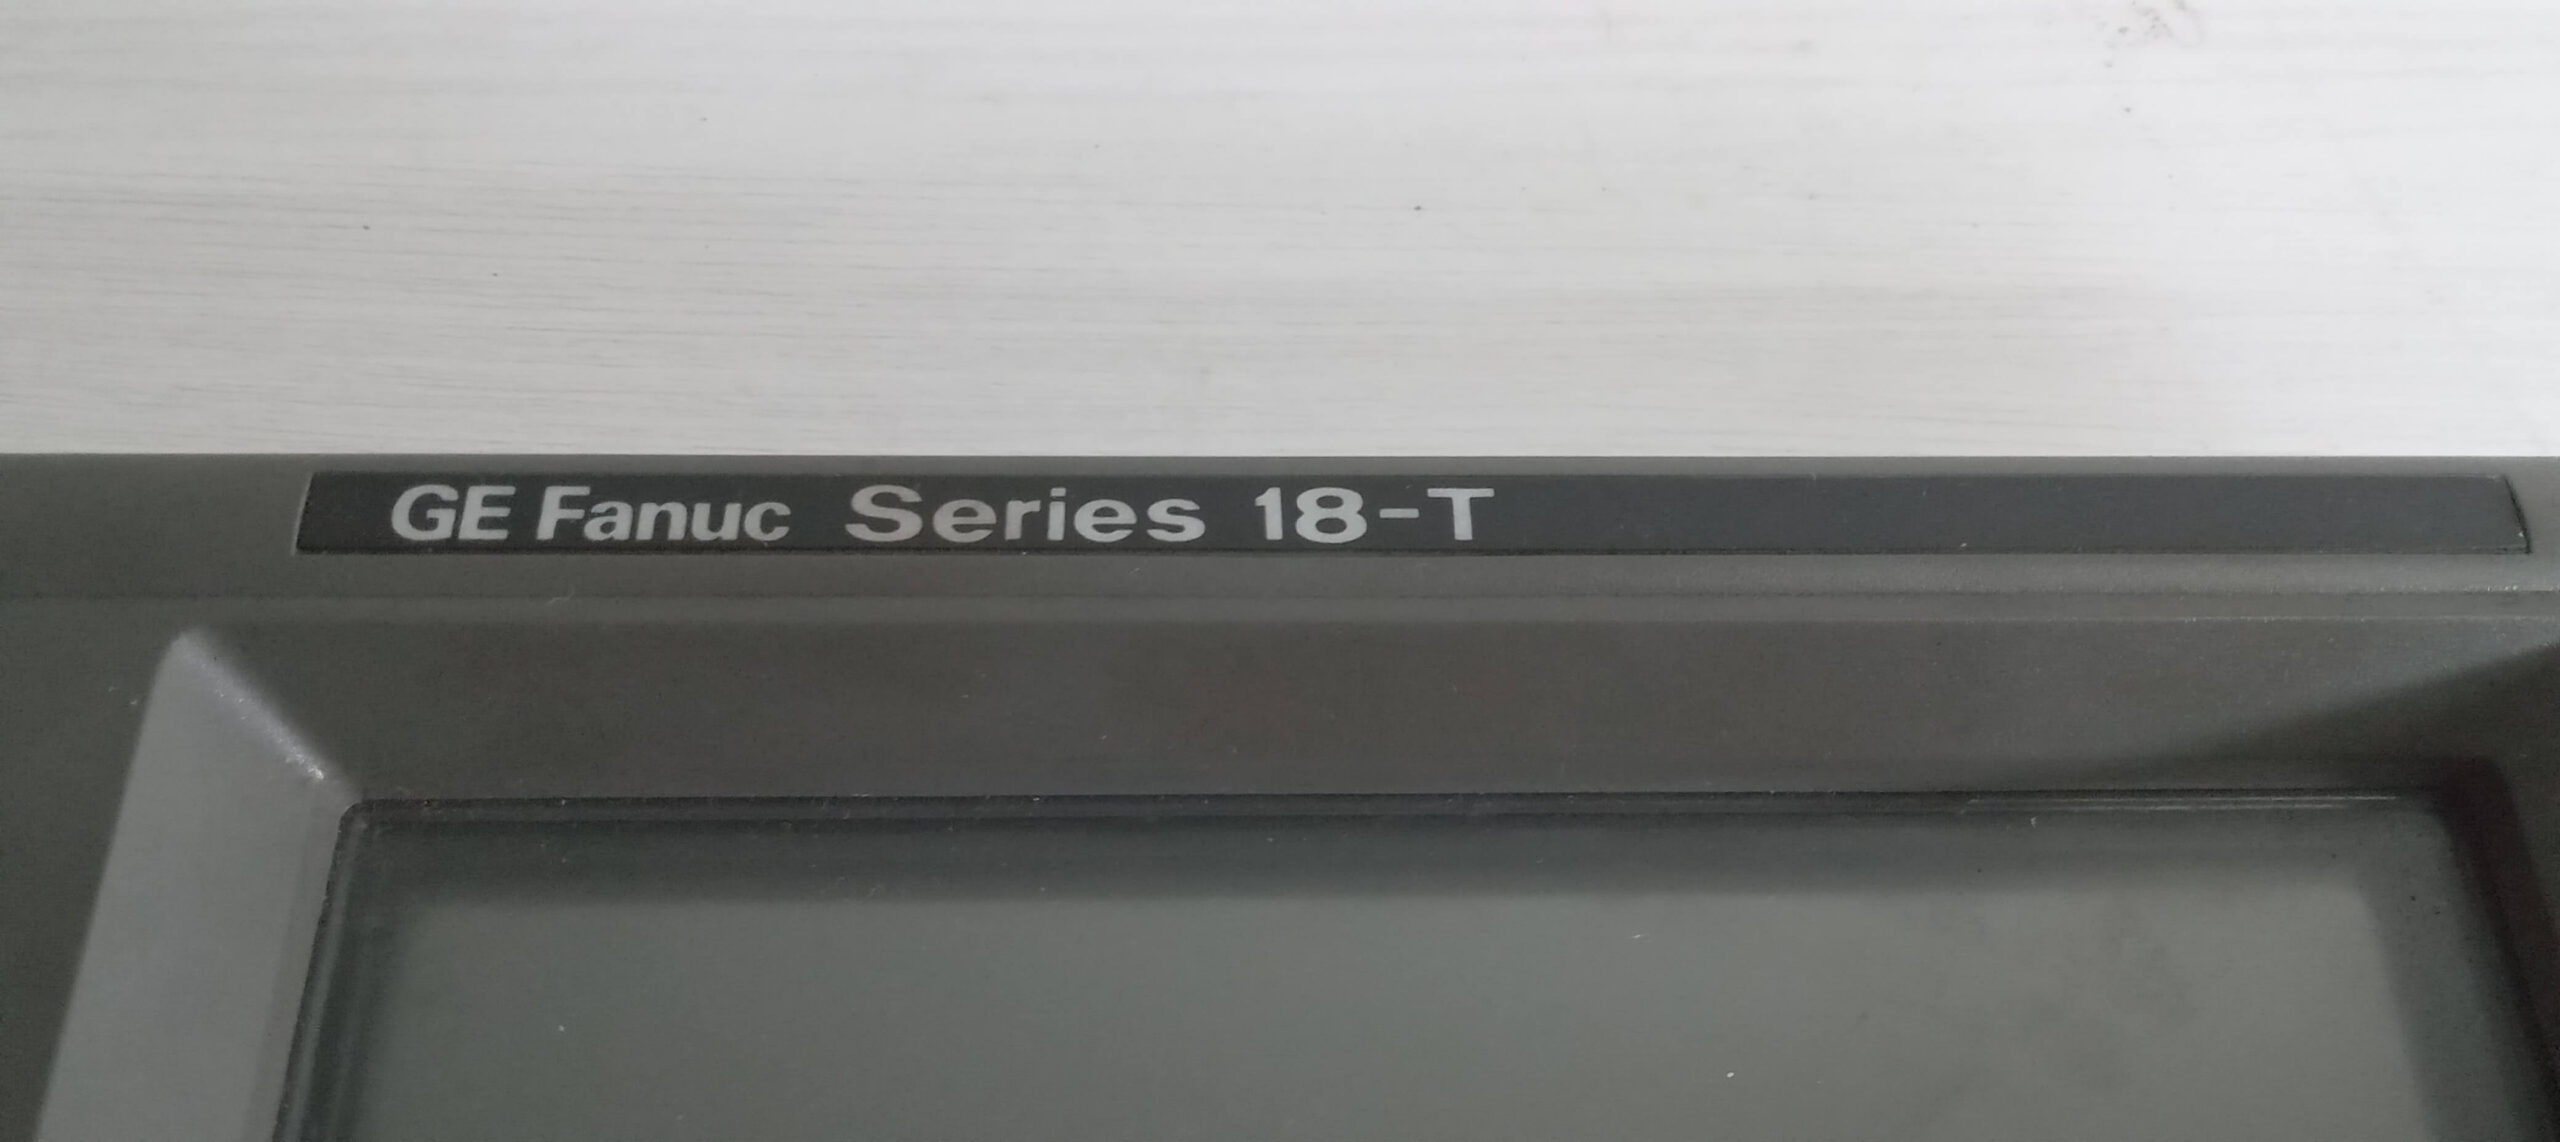 GE Fanuc Series 18-T